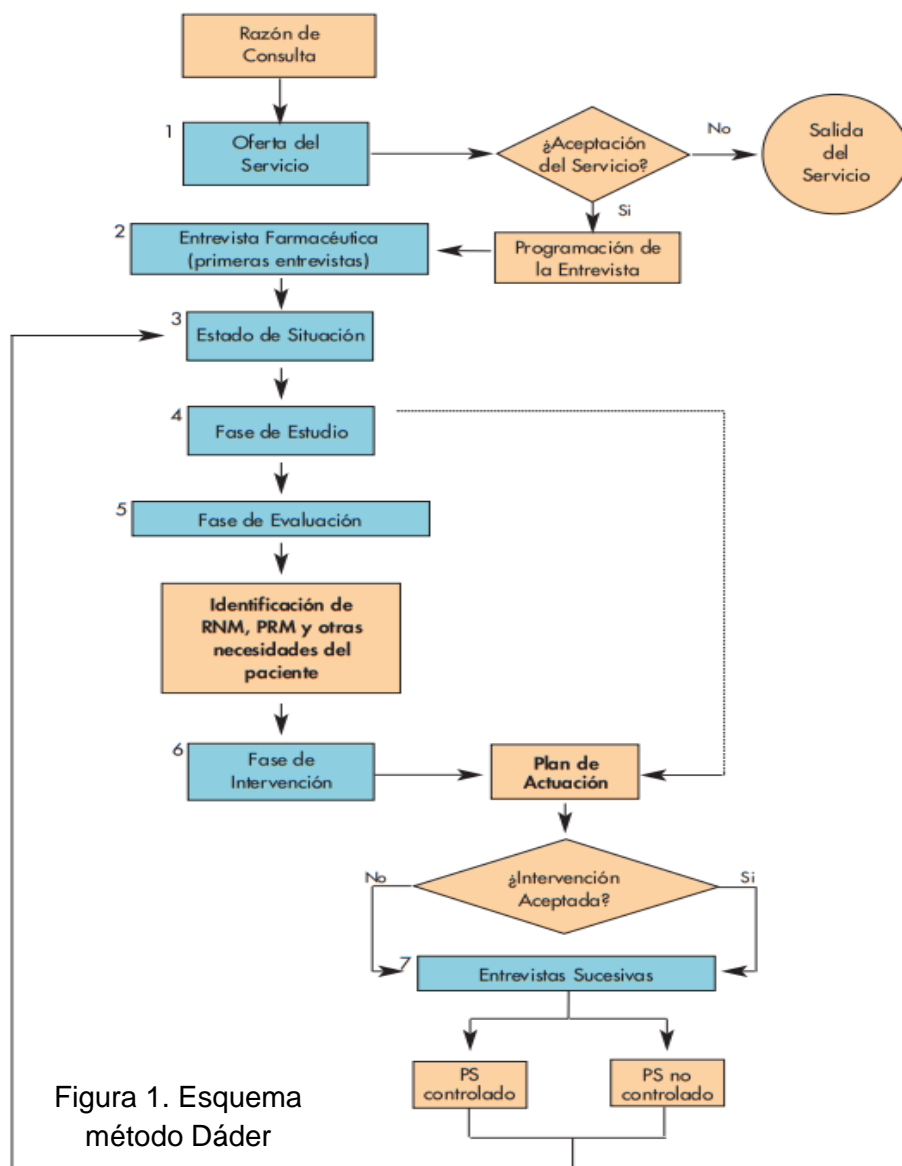 Razón de
Consulta
1
Oferta del
Servicio
¿Aceptación
del Servicio?
No
Salida
del
Servicio
Si
2
Entrevista Farmacéutica
(primeras entrevistas)
Programación de
la Entrevista
3
Estado de Situación
4
Fase de Estudio
5
Fase de Evaluación
Identificación de
RNM, PRM y otras
necesidades del
paciente
6
Fase de
Intervención
Plan de
Actuación
No
¿Intervención
Aceptada?
Si
7
Entrevistas Sucesivas
PS
controlado
PS no
controlado
Figura 1. Esquema
método Dáder